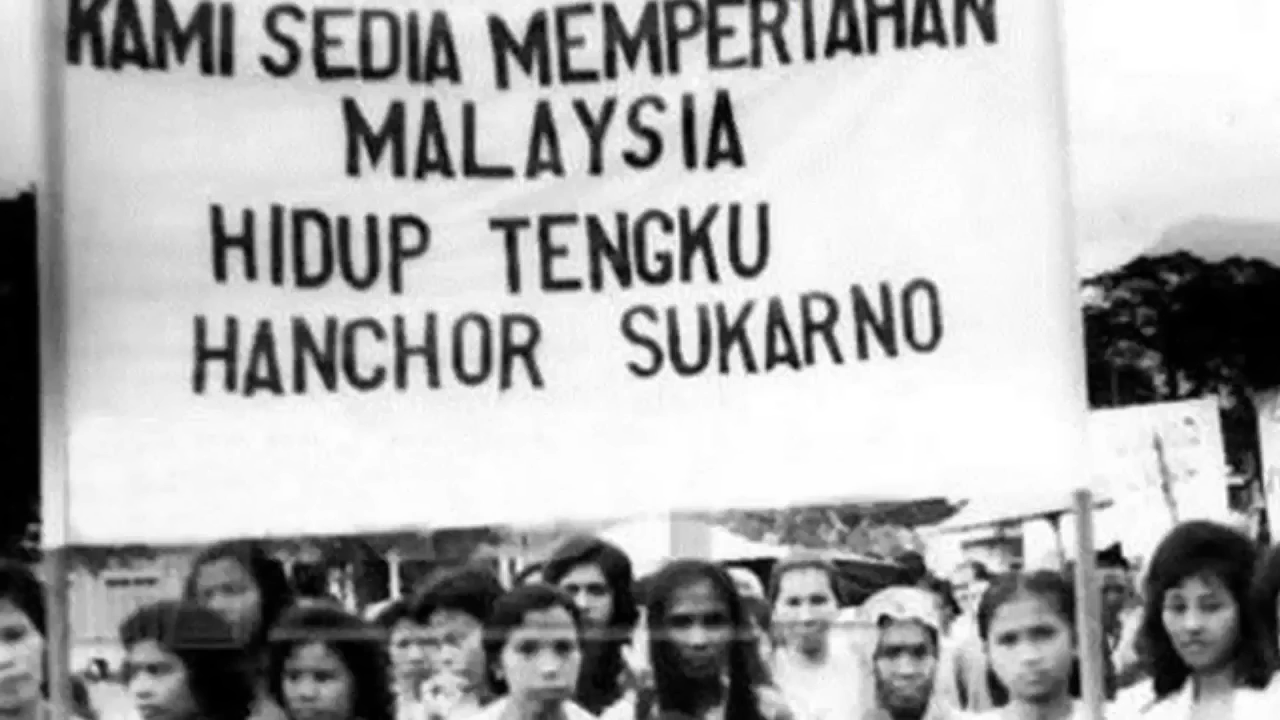 KAMI SEDIA MEMPERTAHAN
MALAYSIA
HIDUP TENGKU
HANCHOR SUKARNO